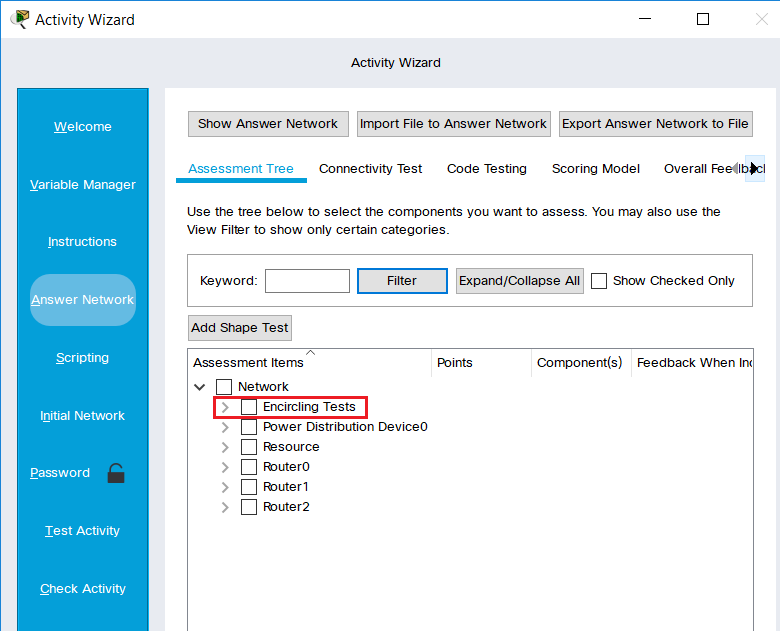 Activity Wizard
Activity Wizard
Welcome
Variable Manager
Instructions
Answer Network
Scripting
Initial Network
Password
Test Activity
Check Activity
Show Answer Network Import File to Answer Network Export Answer Network to File
Assessment Tree Connectivity Test Code Testing Scoring Model Overall
Use the tree below to select the components you want to assess. You may also use the
View Filter to show only certain categories.
Keyword: Filter Expand/Collapse All Show Checked Only
Add Shape Test
Assessment Items Points Component(s) Feedback When
Network
Encircling Tests
Power Distribution Device0
Resource
Router0
Router1
Router2